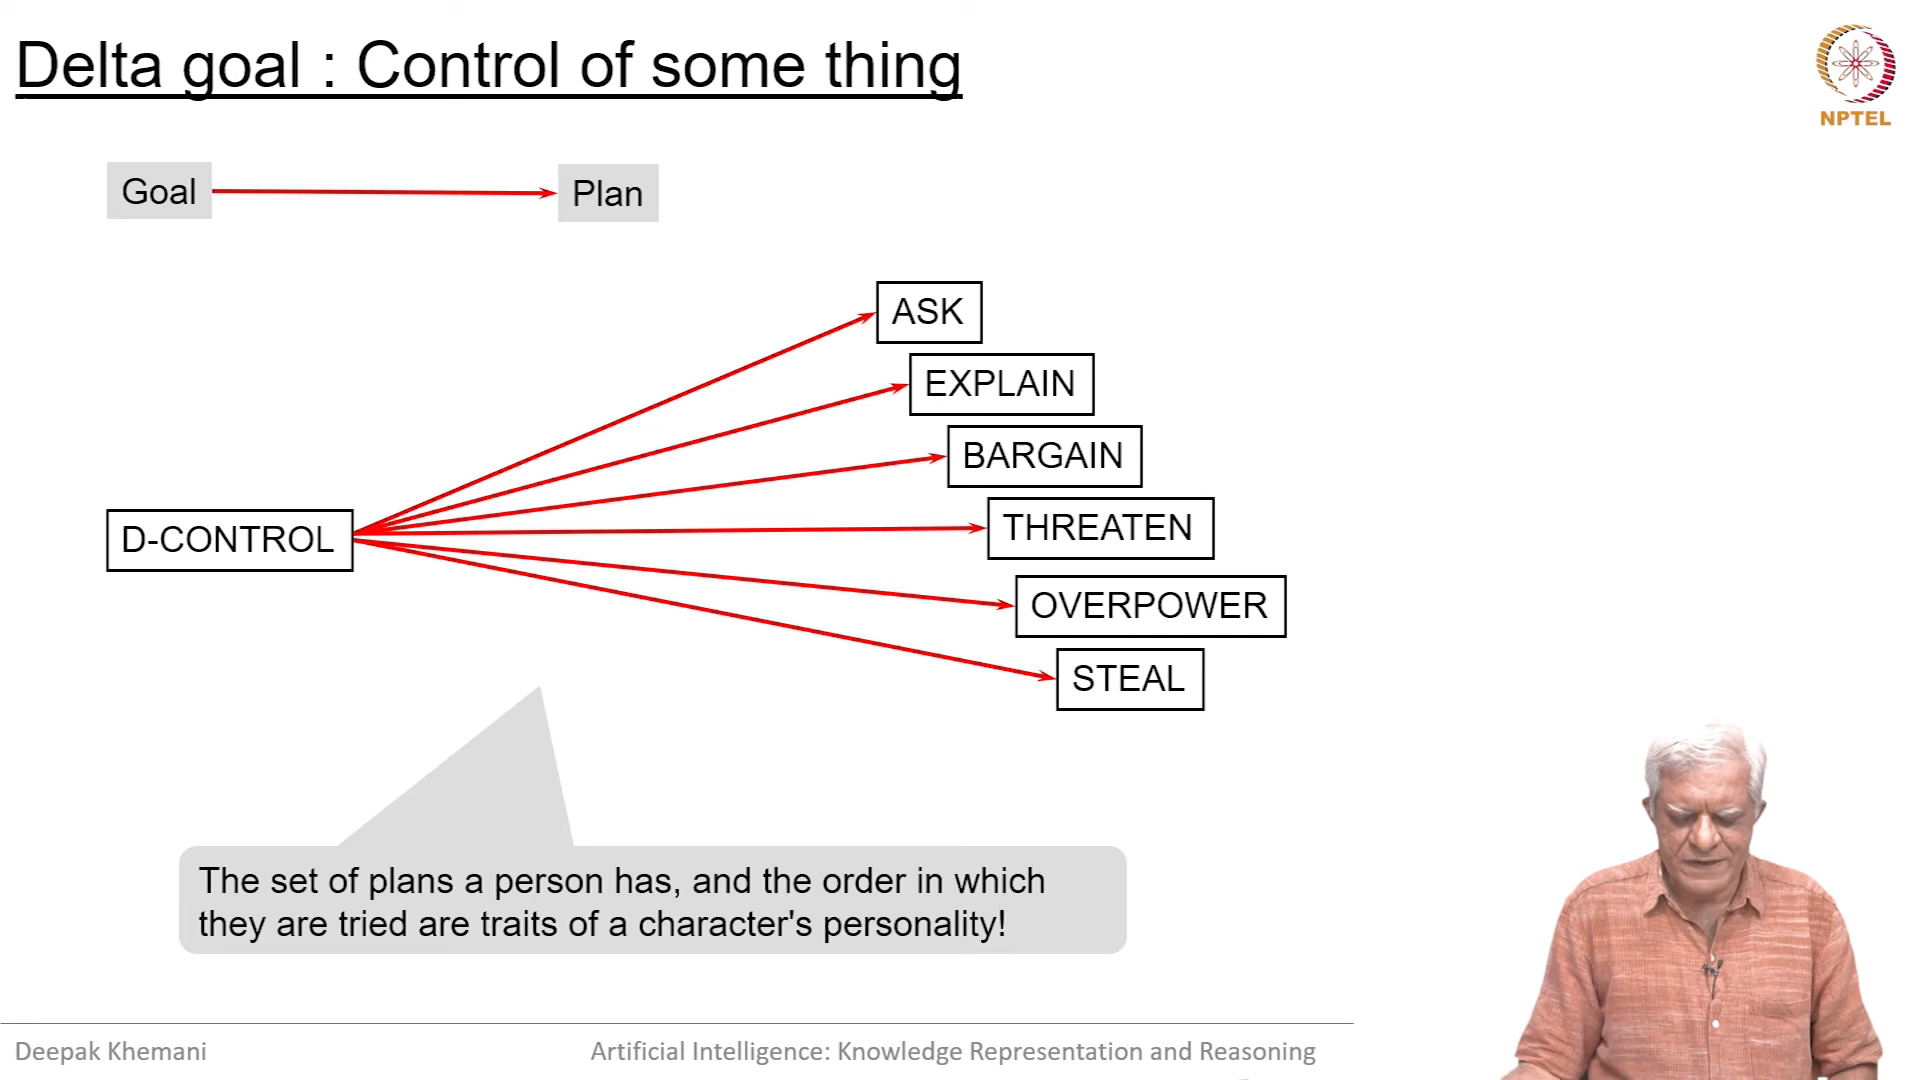 Delta goal : Control of some thing
NPTEL
Goal
Plan
ASK
EXPLAIN
BARGAIN
THREATEN
D-CONTROL
OVERPOWER
STEAL
The set of plans a person has, and the order in which
they are tried are traits of a character's personality!
Deepak Khemani
Artificial Intelligence: Knowledge Representation and Reasoning